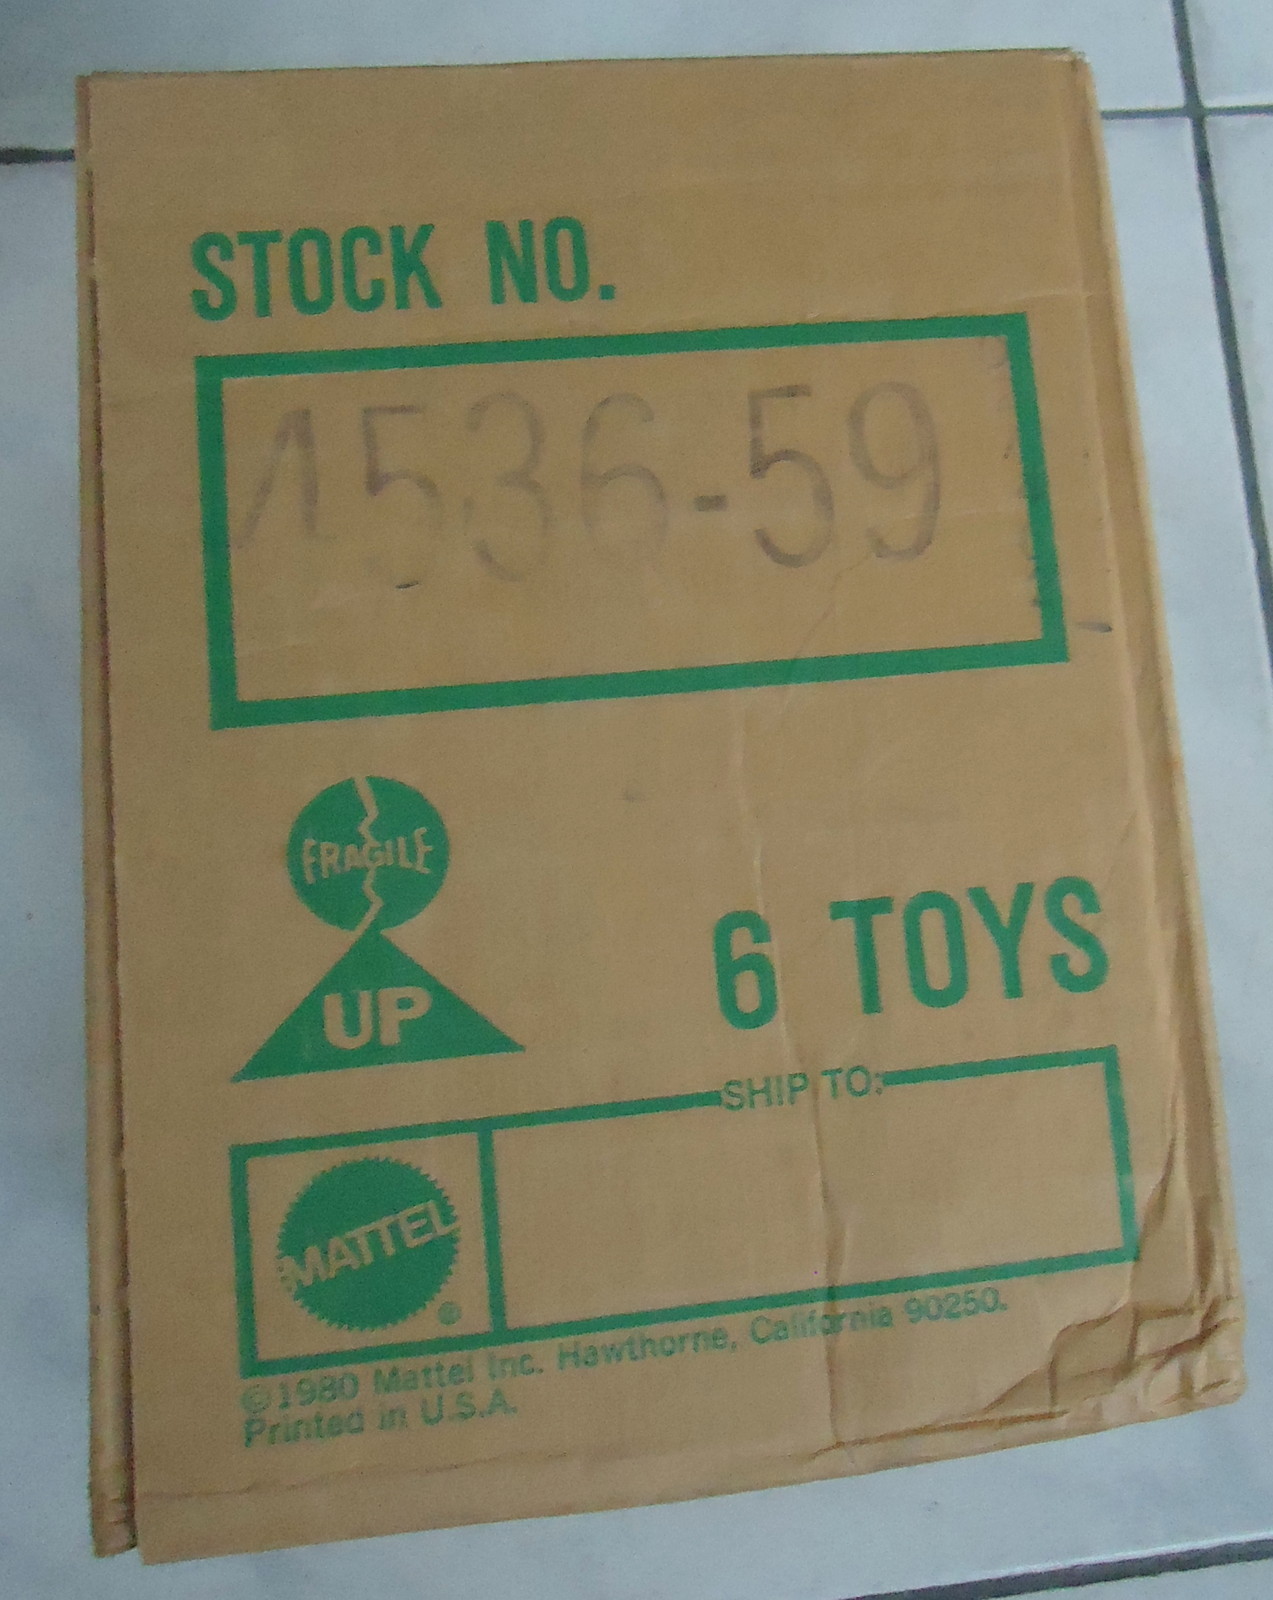 STOCK NO.
1536-59
FRAGILE
UP
6 TOYS
SHIP TO:
MATTEL
®
©1980 Mattel Inc. Hawthorne, California 90250.
Printed in U.S.A.